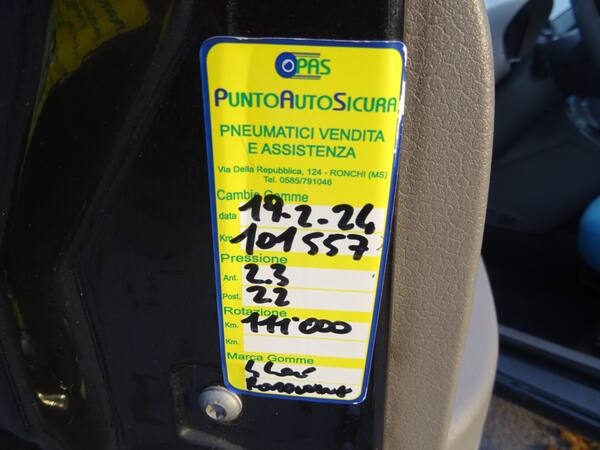 OPAS
PUNTOAUTOSICURA
PNEUMATICI VENDITA
E ASSISTENZA
Via Della Repubblica, 124 - RONCHI (MS)
Tel. 0585/791046
Cambio Gomme
data 19-2-24
Km. 101557
Pressione
Ant. 2.3
Post. 2.2
Rotazione
Km. 111'000
Km.
Marca Gomme